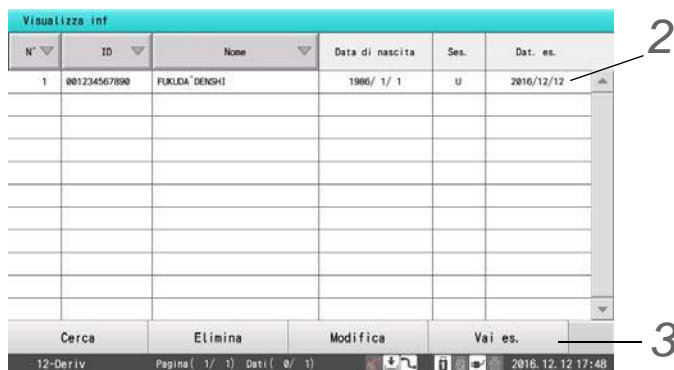 Visualizza inf
N° ID Nome Data di nascita Ses. Dat. es.
1 001234567890 FUKUDA^DENSHI 1986/ 1/ 1 U 2016/12/12
2
Cerca Elimina Modifica Vai es.
3
12-Deriv Pagina( 1/ 1) Dati( 0/ 1) 2016.12.12 17:48